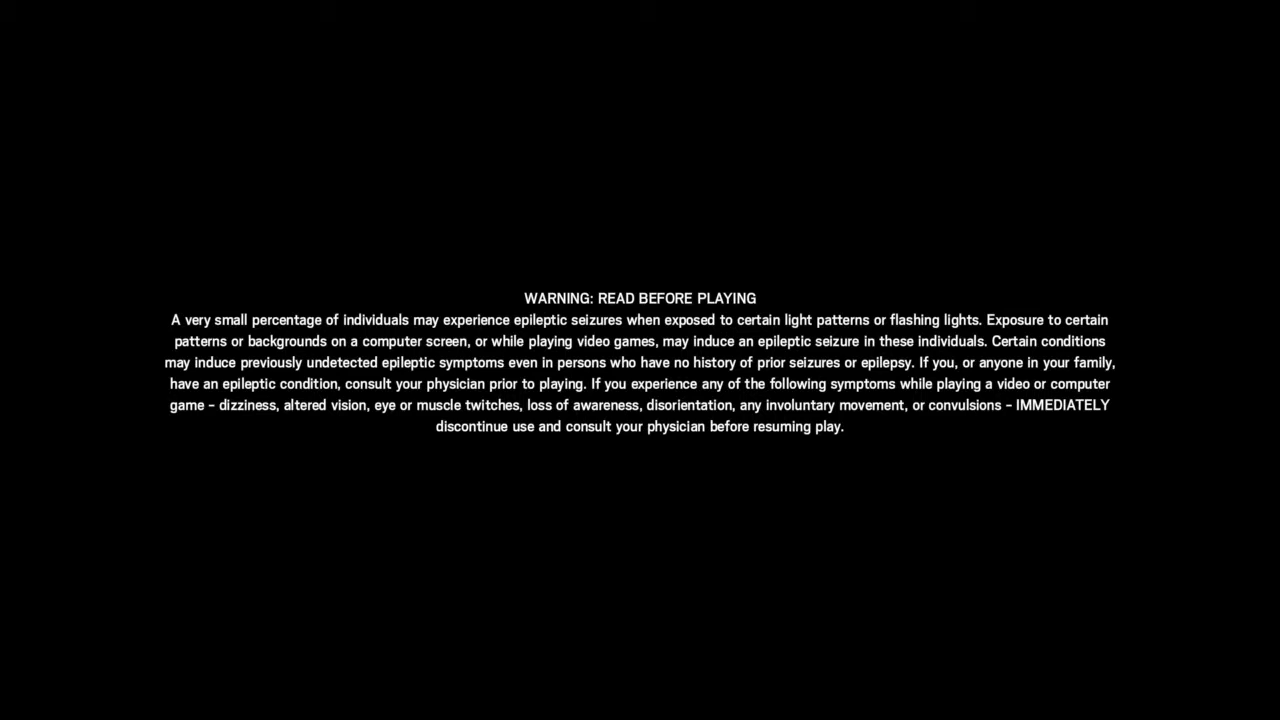 WARNING: READ BEFORE PLAYING
A very small percentage of individuals may experience epileptic seizures when exposed to certain light patterns or flashing lights. Exposure to certain
patterns or backgrounds on a computer screen, or while playing video games, may induce an epileptic seizure in these individuals. Certain conditions
may induce previously undetected epileptic symptoms even in persons who have no history of prior seizures or epilepsy. If you, or anyone in your family,
have an epileptic condition, consult your physician prior to playing. If you experience any of the following symptoms while playing a video or computer
game - dizziness, altered vision, eye or muscle twitches, loss of awareness, disorientation, any involuntary movement, or convulsions - IMMEDIATELY
discontinue use and consult your physician before resuming play.